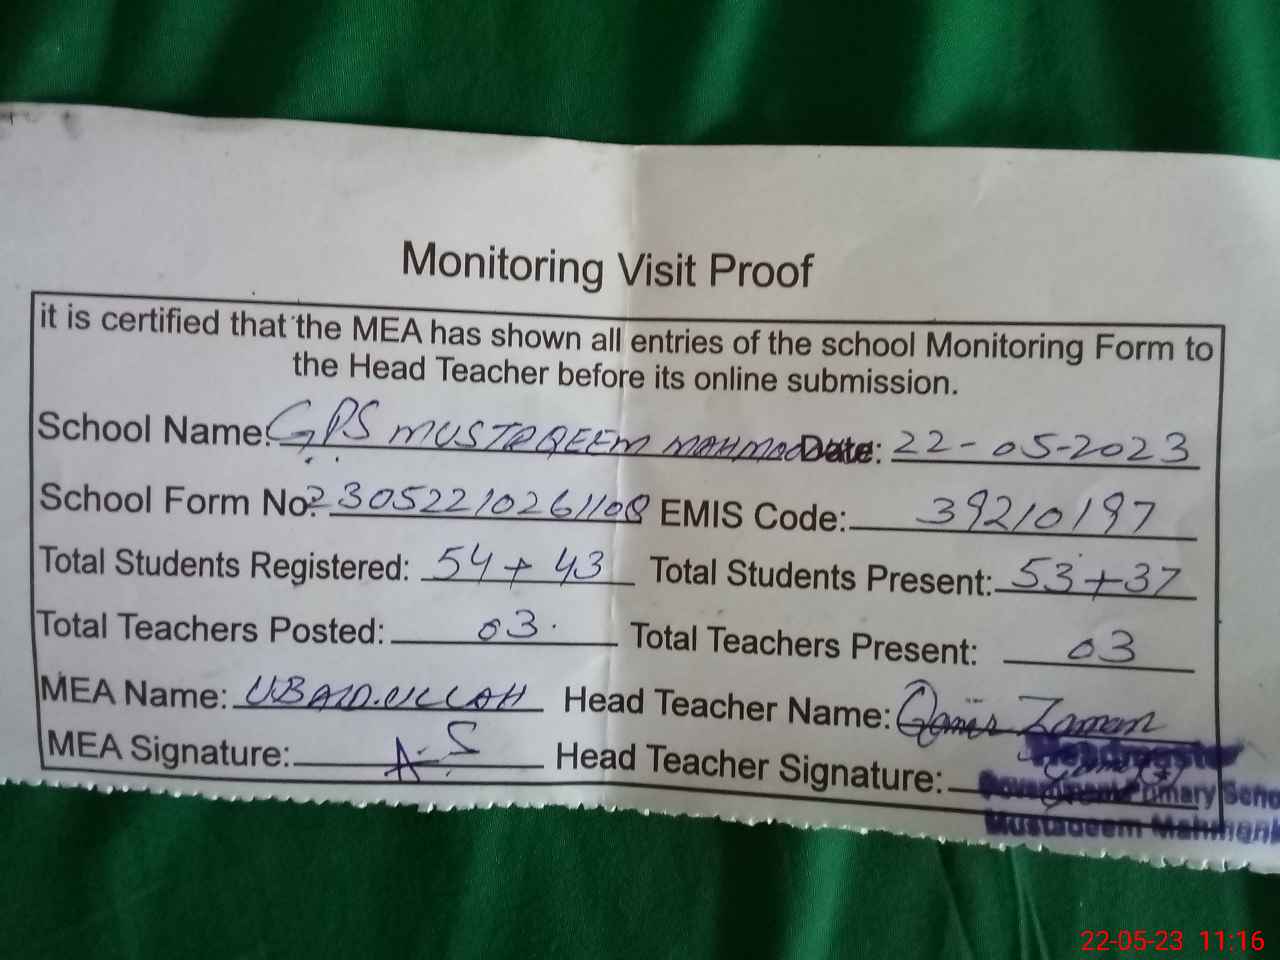 Monitoring Visit Proof
it is certified that the MEA has shown all entries of the school Monitoring Form to
the Head Teacher before its online submission.
School Name: GPS MUSTAQEEM Date: 22-05-2023
School Form No: 23052210261108 EMIS Code: 39210197
Total Students Registered: 54+43 Total Students Present: 53+37
Total Teachers Posted: 03. Total Teachers Present: 03
MEA Name: UBAID.ULLAH Head Teacher Name: Zaman
MEA Signature: Head Teacher Signature:
Headmaster
Government Primary Scho
Mustaqeem
22-05-23 11:16